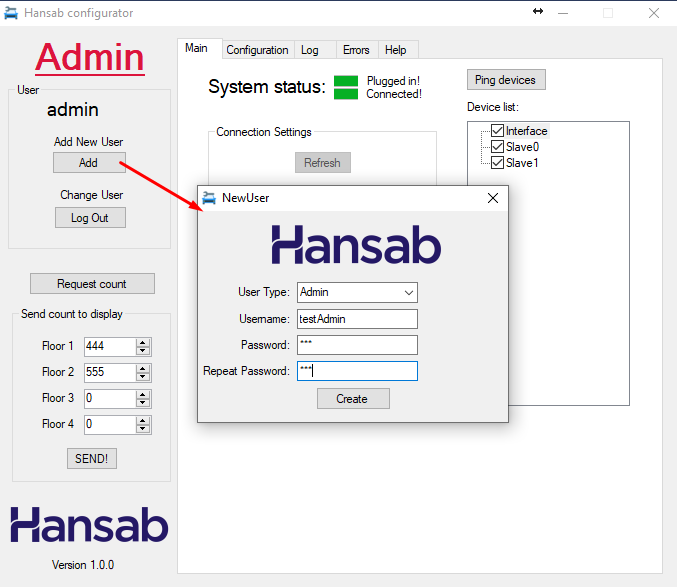 Hansab configurator
Admin
User
admin
Add New User
Add
Change User
Log Out
Request count
Send count to display
Floor 1 444
Floor 2 555
Floor 3 0
Floor 4 0
SEND!
Hansab
Version 1.0.0
Main Configuration Log Errors Help
System status: Plugged in!
Connected!
Connection Settings
Refresh
Ping devices
Device list:
Interface
Slave0
Slave1
NewUser
Hansab
User Type: Admin
Username: testAdmin
Password: ***
Repeat Password: ***
Create